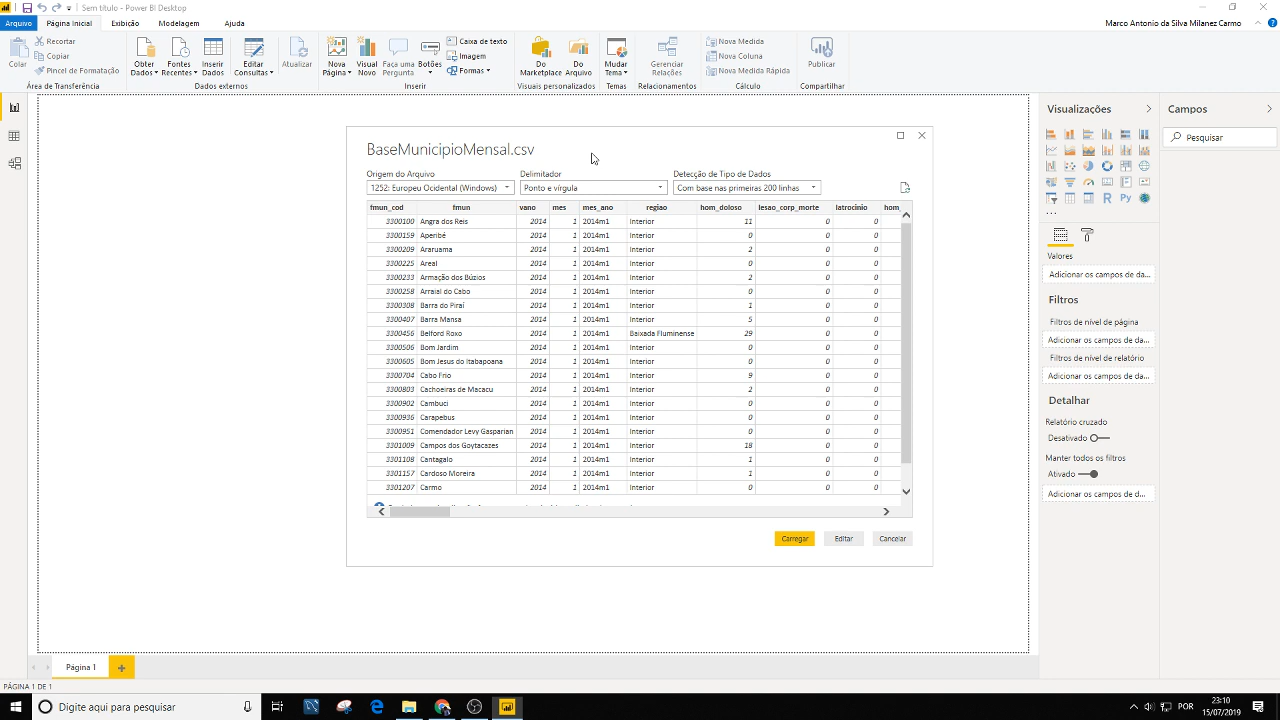 Sem título - Power BI Desktop
Arquivo Página Inicial Exibição Modelagem Ajuda
Marco Antonio da Silva Milanez Carmo
Colar
Recortar
Copiar
Pincel de Formatação
Área de Transferência
Obter Dados
Fontes Recentes
Inserir Dados
Editar Consultas
Atualizar
Dados externos
Nova Página
Visual Novo
Faça uma Pergunta
Botões
Caixa de texto
Imagem
Formas
Inserir
Do Marketplace
Do Arquivo
Visuais personalizados
Mudar Tema
Temas
Gerenciar Relações
Relacionamentos
Nova Medida
Nova Coluna
Nova Medida Rápida
Cálculo
Publicar
Compartilhar
BaseMunicipioMensal.csv
Origem do Arquivo Delimitador Detecção de Tipo de Dados
1252: Europeu Ocidental (Windows) Ponto e vírgula Com base nas primeiras 200 linhas
fmun_cod fmun vano mes mes_ano regiao hom_doloso lesao_corp_morte latrocinio hom_
3300100 Angra dos Reis 2014 1 2014m1 Interior 11 0 0
3300159 Aperibé 2014 1 2014m1 Interior 0 0 0
3300209 Araruama 2014 1 2014m1 Interior 2 0 0
3300225 Areal 2014 1 2014m1 Interior 0 0 0
3300233 Armação dos Búzios 2014 1 2014m1 Interior 2 0 0
3300258 Arraial do Cabo 2014 1 2014m1 Interior 0 0 0
3300308 Barra do Piraí 2014 1 2014m1 Interior 1 0 0
3300407 Barra Mansa 2014 1 2014m1 Interior 5 0 0
3300456 Belford Roxo 2014 1 2014m1 Baixada Fluminense 29 0 0
3300506 Bom Jardim 2014 1 2014m1 Interior 0 0 0
3300605 Bom Jesus do Itabapoana 2014 1 2014m1 Interior 0 0 0
3300704 Cabo Frio 2014 1 2014m1 Interior 9 0 0
3300803 Cachoeiras de Macacu 2014 1 2014m1 Interior 2 0 0
3300902 Cambuci 2014 1 2014m1 Interior 0 0 0
3300936 Carapebus 2014 1 2014m1 Interior 0 0 0
3300951 Comendador Levy Gasparian 2014 1 2014m1 Interior 0 0 0
3301009 Campos dos Goytacazes 2014 1 2014m1 Interior 18 0 0
3301108 Cantagalo 2014 1 2014m1 Interior 1 0 0
3301157 Cardoso Moreira 2014 1 2014m1 Interior 1 0 0
3301207 Carmo 2014 1 2014m1 Interior 0 0 0
Carregar Editar Cancelar
Visualizações
R Py
...
Valores
Adicionar os campos de da...
Filtros
Filtros de nível de página
Adicionar os campos de da...
Filtros de nível de relatório
Adicionar os campos de da...
Detalhar
Relatório cruzado
Desativado
Manter todos os filtros
Ativado
Adicionar os campos de d...
Campos
Pesquisar
Página 1
PÁGINA 1 DE 1
Digite aqui para pesquisar
POR
23:10
15/07/2019